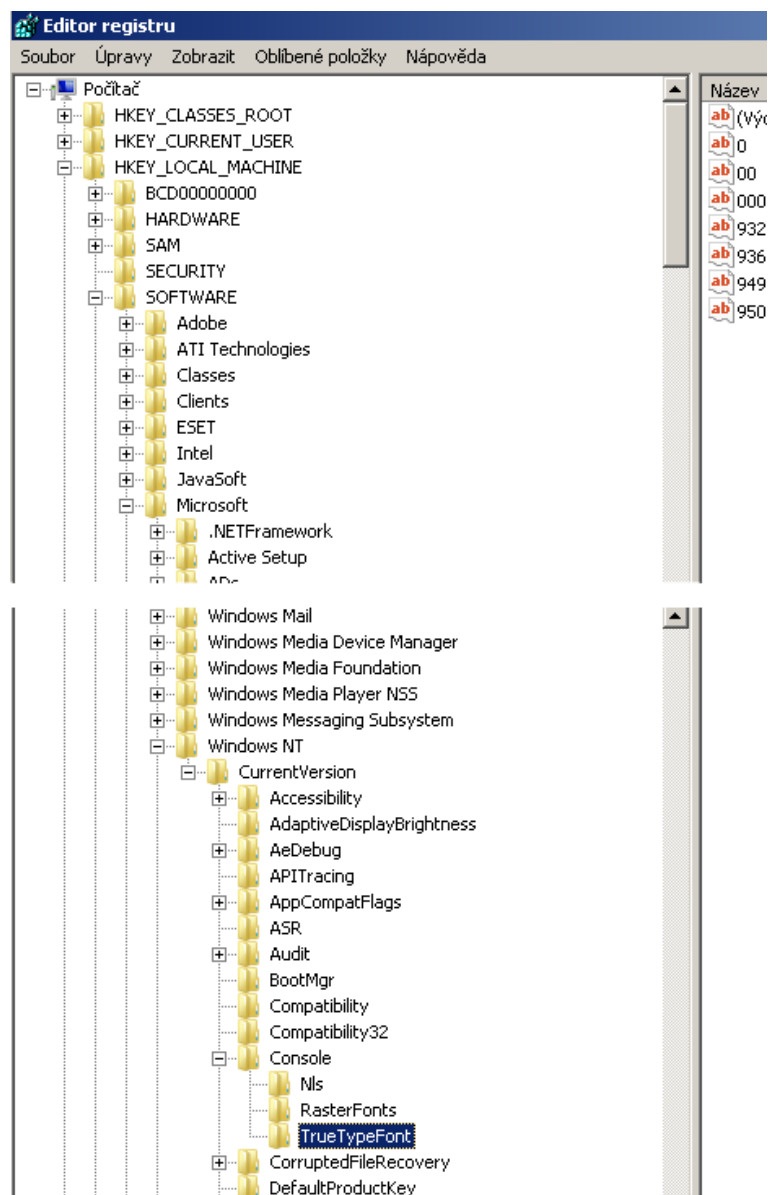 Editor registru
Soubor Úpravy Zobrazit Oblíbené položky Nápověda
Počítač
HKEY_CLASSES_ROOT
HKEY_CURRENT_USER
HKEY_LOCAL_MACHINE
BCD00000000
HARDWARE
SAM
SECURITY
SOFTWARE
Adobe
ATI Technologies
Classes
Clients
ESET
Intel
JavaSoft
Microsoft
.NETFramework
Active Setup
Windows Mail
Windows Media Device Manager
Windows Media Foundation
Windows Media Player NSS
Windows Messaging Subsystem
Windows NT
CurrentVersion
Accessibility
AdaptiveDisplayBrightness
AeDebug
APITracing
AppCompatFlags
ASR
Audit
BootMgr
Compatibility
Compatibility32
Console
Nls
RasterFonts
TrueTypeFont
CorruptedFileRecovery
DefaultProductKey
Název
ab
ab 0
ab 00
ab 000
ab 932
ab 936
ab 949
ab 950